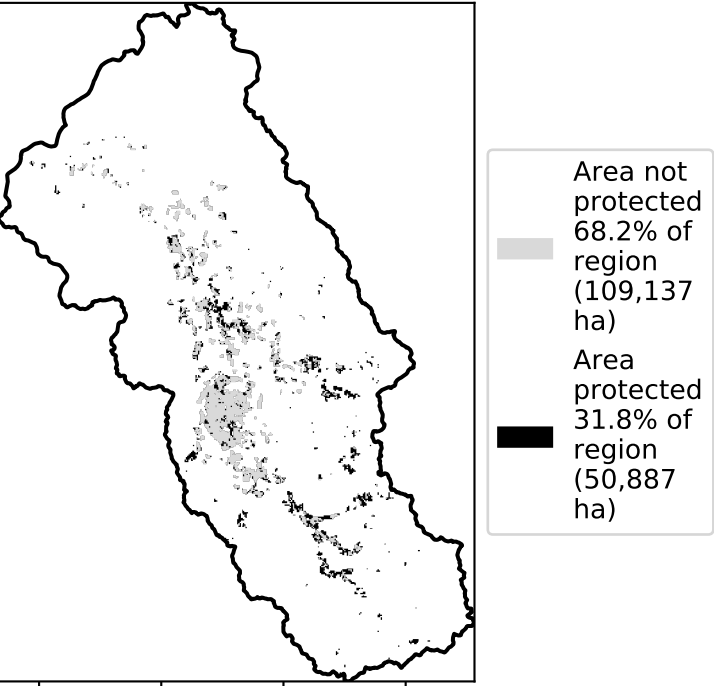 Area not
protected
68.2% of
region
(109,137
ha)
Area
protected
31.8% of
region
(50,887
ha)